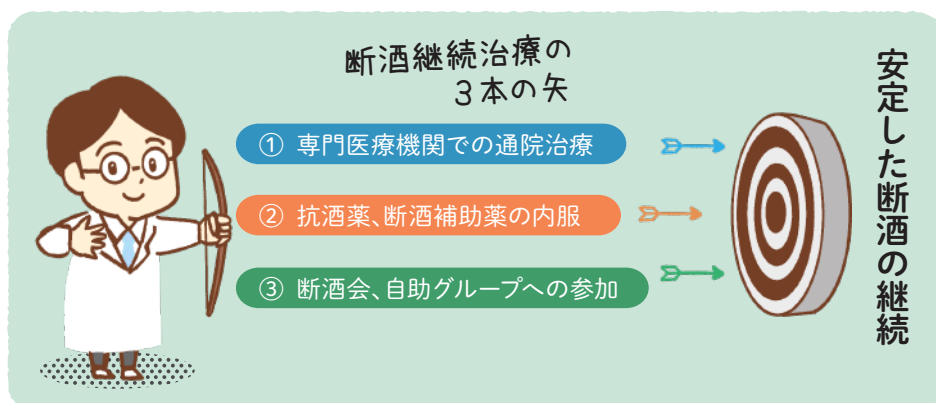 断酒継続治療の
3本の矢
① 専門医療機関での通院治療
② 抗酒薬、断酒補助薬の内服
③ 断酒会、自助グループへの参加
安定した断酒の継続